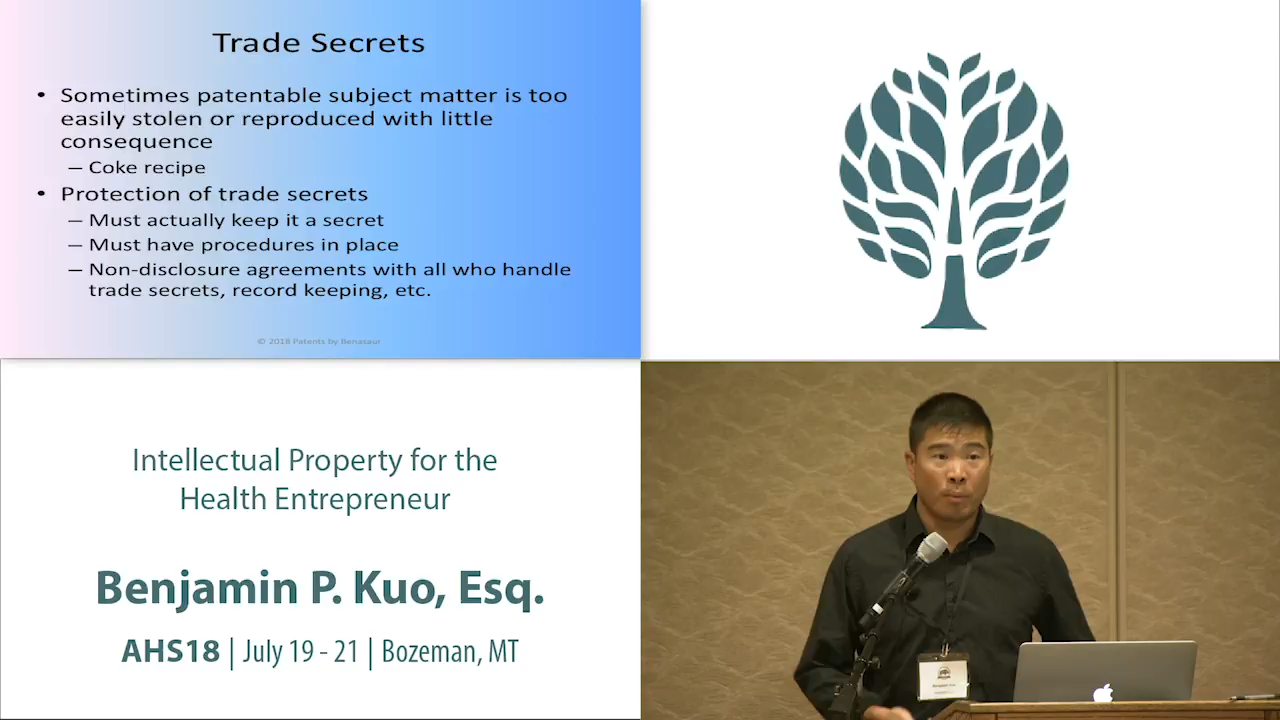 Trade Secrets
• Sometimes patentable subject matter is too
easily stolen or reproduced with little
consequence
– Coke recipe
• Protection of trade secrets
– Must actually keep it a secret
– Must have procedures in place
– Non-disclosure agreements with all who handle
trade secrets, record keeping, etc.
© 2018 Patents by Benasaur
Intellectual Property for the
Health Entrepreneur
Benjamin P. Kuo, Esq.
AHS18 | July 19 - 21 | Bozeman, MT